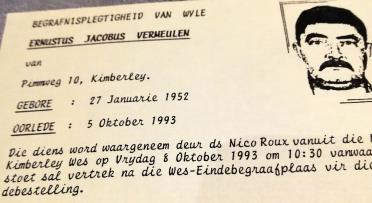 BEGRAFNISPLEGTIGHEID VAN WYLE
ERNUSTUS JACOBUS VERMEULEN
van
Pimmweg 10, Kimberley.
GEBORE : 27 Januarie 1952
OORLEDE : 5 Oktober 1993
Die diens word waargeneem deur ds Nico Roux vanuit die
Kimberley Wes op Vrydag 8 Oktober 1993 om 10:30 vanwaa
stoet sal vertrek na die Wes-Eindebegraafplaas vir die
debestelling.